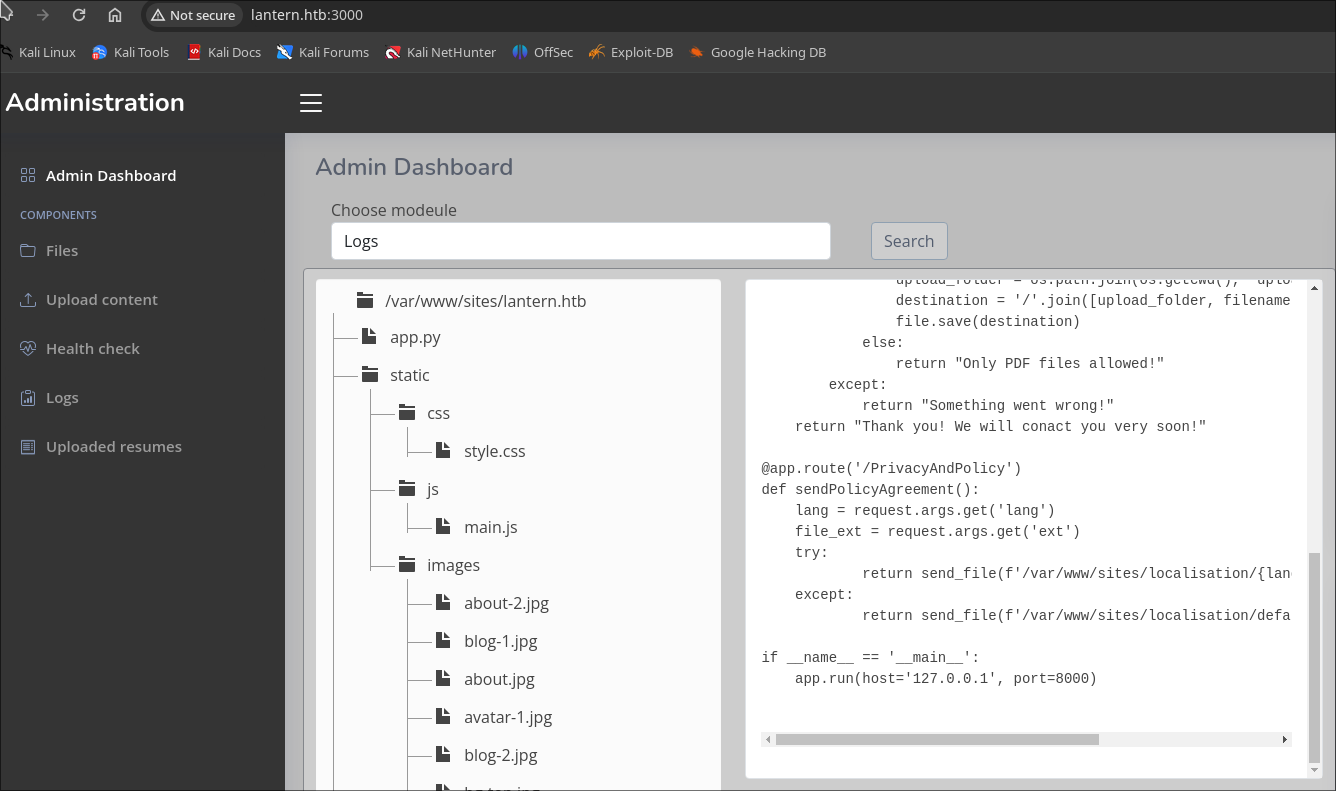 Not secure lantern.htb:3000
Kali Linux Kali Tools Kali Docs Kali Forums Kali NetHunter OffSec Exploit-DB Google Hacking DB
Administration
Admin Dashboard
COMPONENTS
Files
Upload content
Health check
Logs
Uploaded resumes
Admin Dashboard
Choose modeule
Logs
Search
/var/www/sites/lantern.htb
app.py
static
css
style.css
js
main.js
images
about-2.jpg
blog-1.jpg
about.jpg
avatar-1.jpg
blog-2.jpg
upload_folder = os.path.join(os.getcwd(),
destination = '/'.join([upload_folder, filename
file.save(destination)
else:
return "Only PDF files allowed!"
except:
return "Something went wrong!"
return "Thank you! We will conact you very soon!"
@app.route('/PrivacyAndPolicy')
def sendPolicyAgreement():
lang = request.args.get('lang')
file_ext = request.args.get('ext')
try:
return send_file(f'/var/www/sites/localisation/{lan
except:
return send_file(f'/var/www/sites/localisation/defa
if __name__ == '__main__':
app.run(host='127.0.0.1', port=8000)